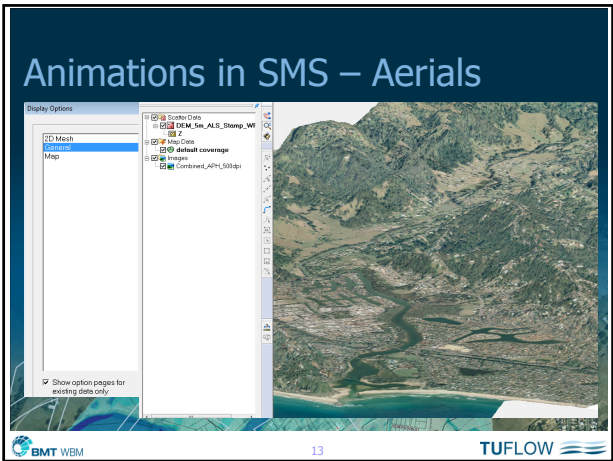 Animations in SMS – Aerials
Display Options
2D Mesh
General
Map
Show option pages for
existing data only
Scatter Data
DEM_5m_ALS_Stamp_WF
Z
Map Data
default coverage
Images
Combined_APH_500dpi
BMT WBM
13
TUFLOW